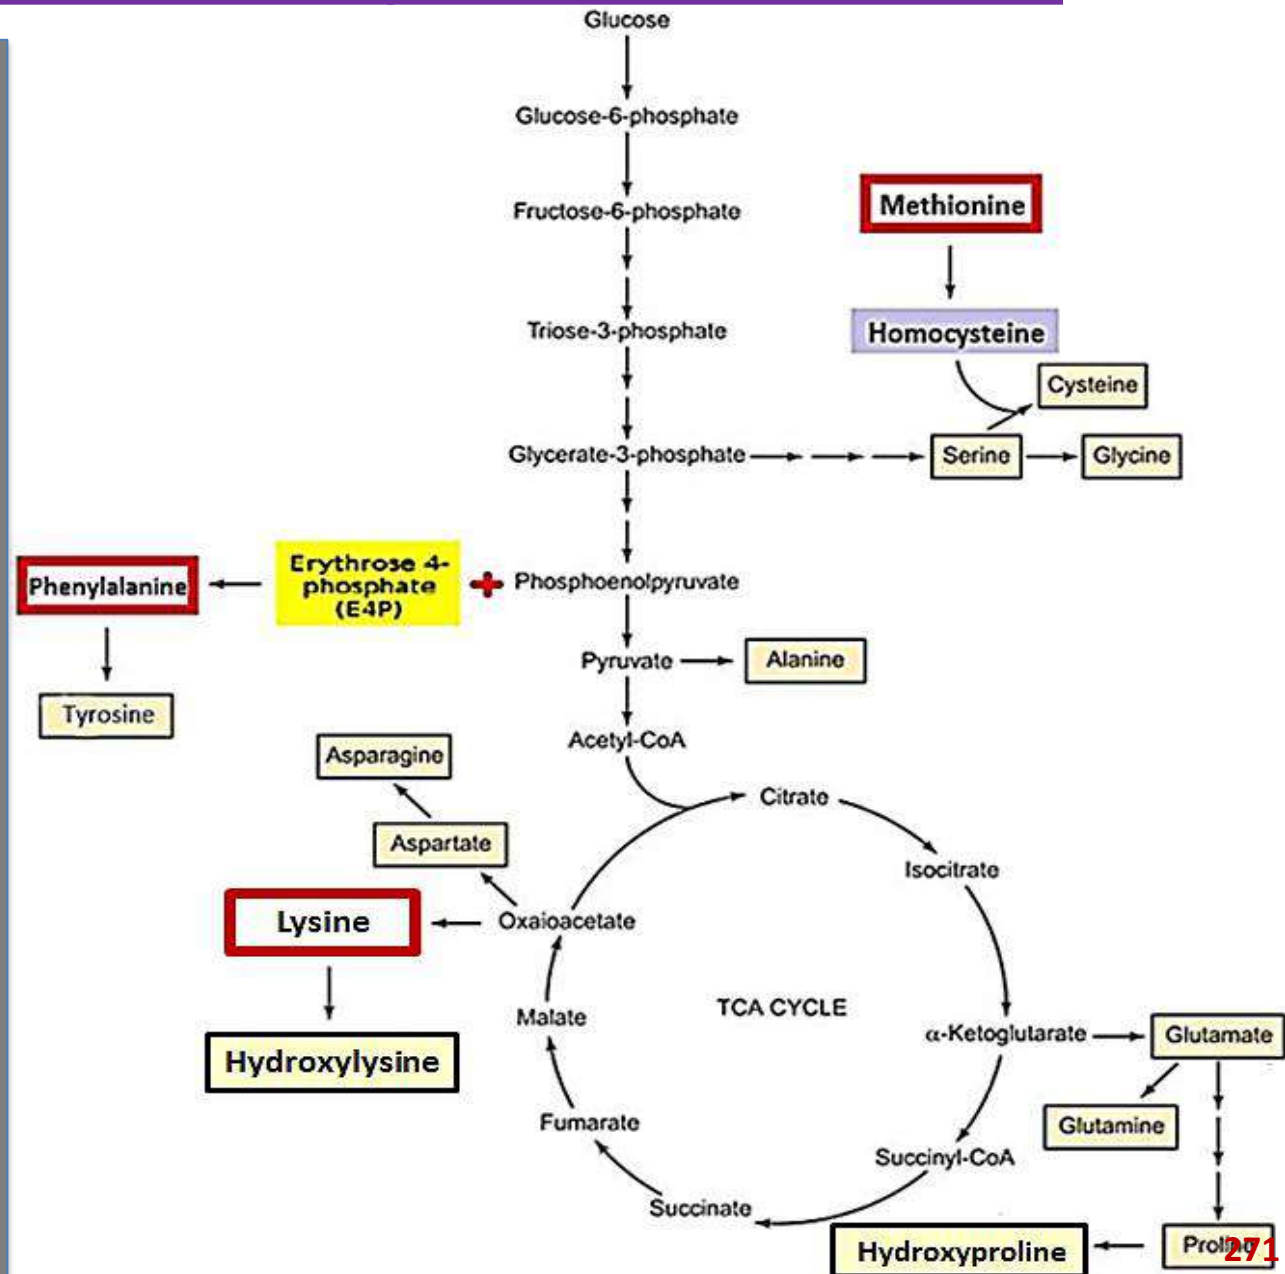 Glucose
Glucose-6-phosphate
Fructose-6-phosphate
Methionine
Triose-3-phosphate
Homocysteine
Cysteine
Glycerate-3-phosphate
Serine
Glycine
Phenylalanine
Erythrose 4-
phosphate
(E4P)
+
Phosphoenolpyruvate
Pyruvate
Alanine
Tyrosine
Acetyl-CoA
Asparagine
Citrate
Aspartate
Isocitrate
Lysine
Oxaioacetate
TCA CYCLE
Malate
α-Ketoglutarate
Glutamate
Hydroxylysine
Fumarate
Glutamine
Succinyl-CoA
Succinate
Hydroxyproline
271